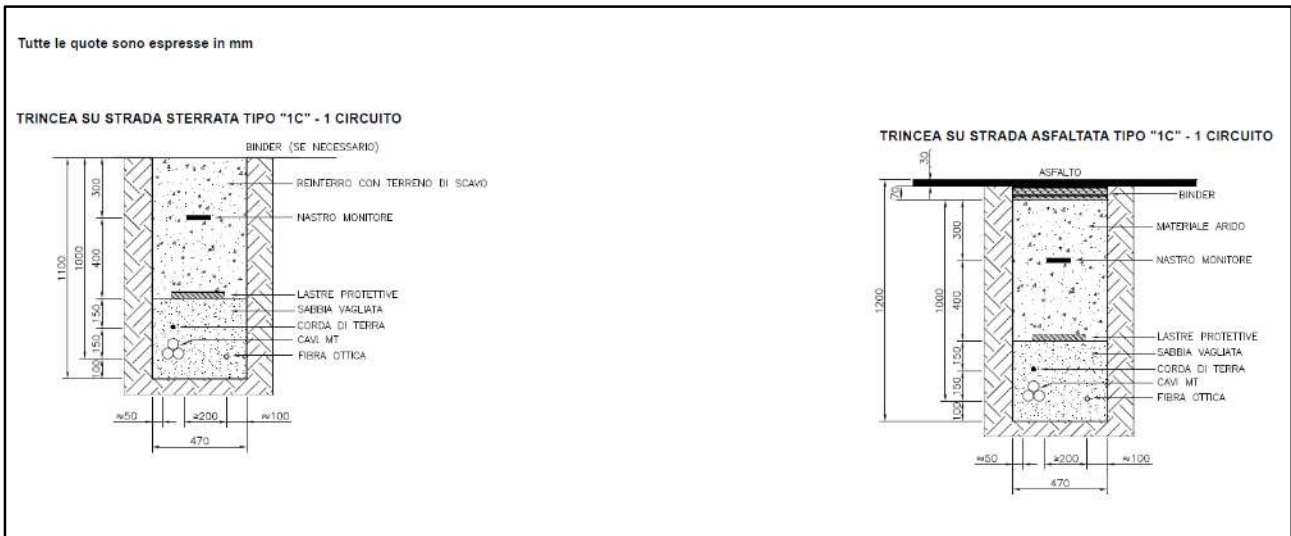 Tutte le quote sono espresse in mm
TRINCEA SU STRADA STERRATA TIPO "1C" - 1 CIRCUITO
BINDER (SE NECESSARIO)
REINTERRO CON TERRENO DI SCAVO
NASTRO MONITORE
LASTRE PROTETTIVE
SABBIA VAGLIATA
CORDA DI TERRA
CAVI MT
FIBRA OTTICA
1100
1000
300
400
150
150
100
≈50
≥200
≈100
470
TRINCEA SU STRADA ASFALTATA TIPO "1C" - 1 CIRCUITO
30
ASFALTO
70
BINDER
MATERIALE ARIDO
NASTRO MONITORE
LASTRE PROTETTIVE
SABBIA VAGLIATA
CORDA DI TERRA
CAVI MT
FIBRA OTTICA
1200
1000
300
400
150
150
100
≈50
≥200
≈100
470